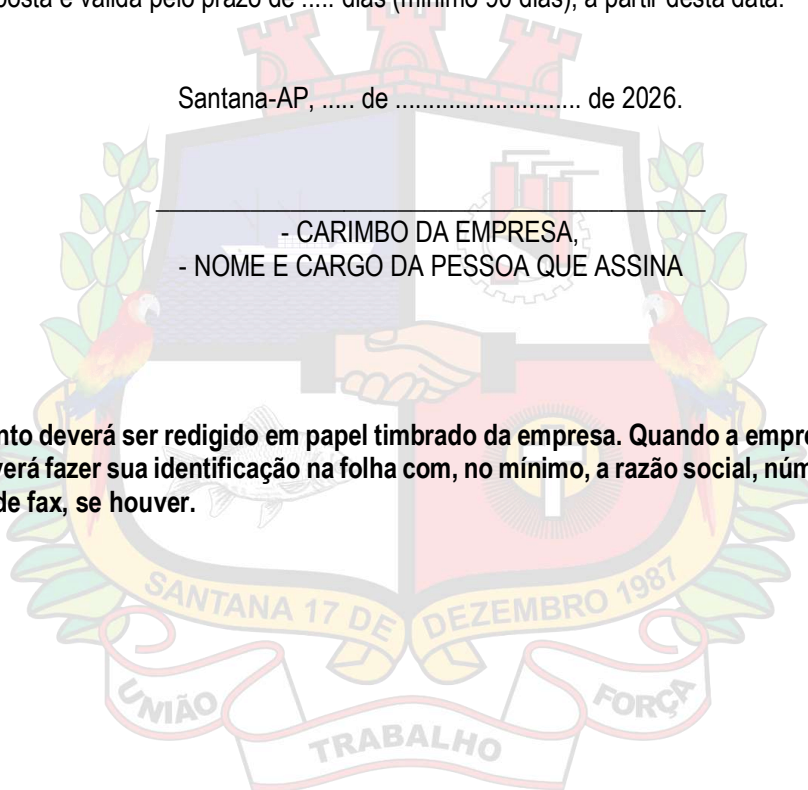 osta é válida pelo prazo de ..... dias (mínimo 90 dias), a partir desta data.
Santana-AP, ..... de ............................ de 2026.
- CARIMBO DA EMPRESA,
- NOME E CARGO DA PESSOA QUE ASSINA
nto deverá ser redigido em papel timbrado da empresa. Quando a empre
verá fazer sua identificação na folha com, no mínimo, a razão social, núm
de fax, se houver.
SANTANA 17 DE DEZEMBRO 1987
UNIÃO TRABALHO FORÇA